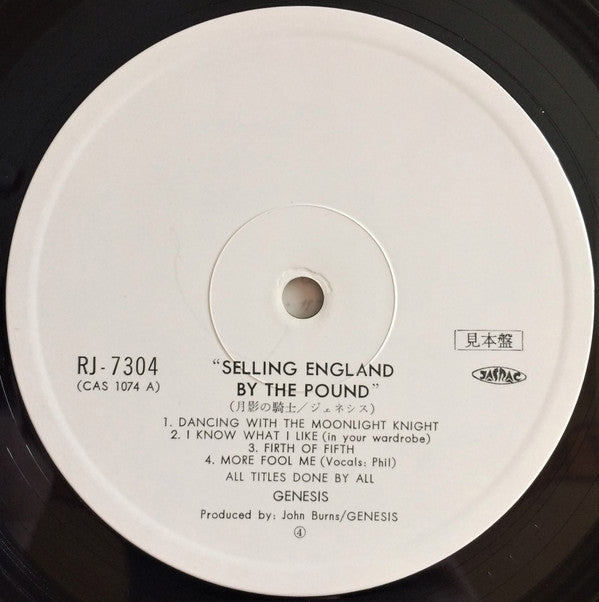 RJ-7304
(CAS 1074 A)
見本盤
JASRAC
“SELLING ENGLAND
BY THE POUND”
(月影の騎士/ジェネシス)
1. DANCING WITH THE MOONLIGHT KNIGHT
2. I KNOW WHAT I LIKE (in your wardrobe)
3. FIRTH OF FIFTH
4. MORE FOOL ME (Vocals: Phil)
ALL TITLES DONE BY ALL
GENESIS
Produced by: John Burns/GENESIS
④